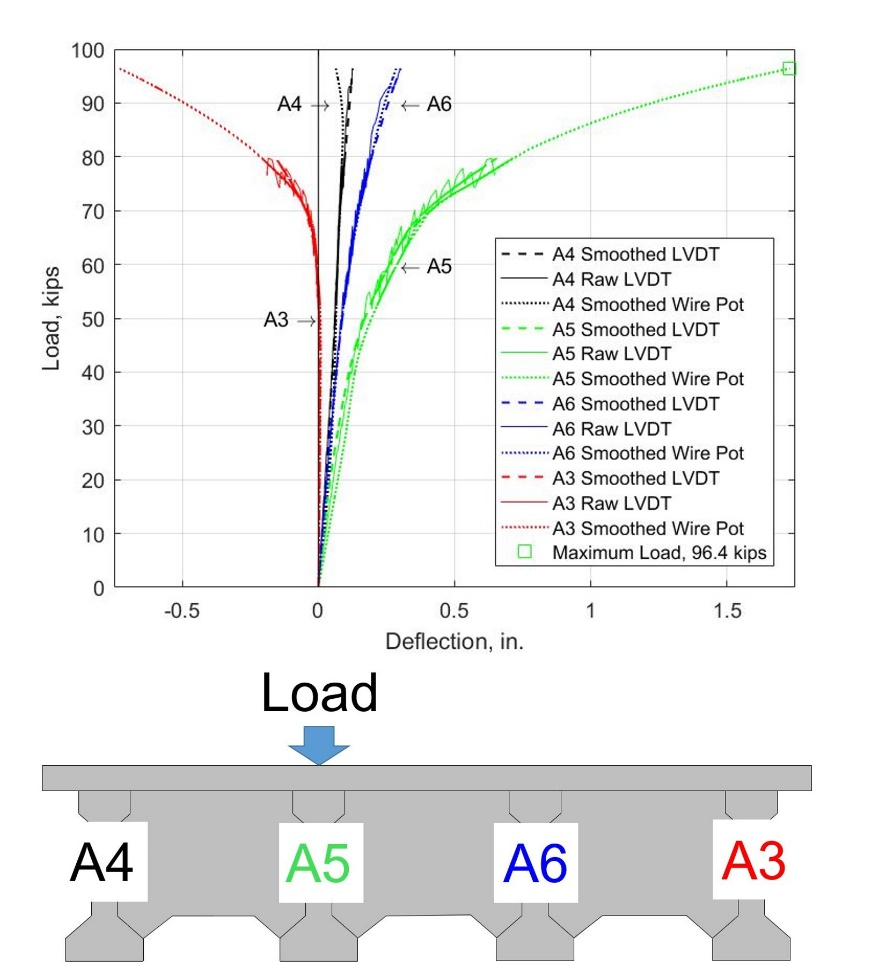 100
90
80
70
60
50
40
30
20
10
0
Load, kips
A4
A6
A5
A3
A4 Smoothed LVDT
A4 Raw LVDT
A4 Smoothed Wire Pot
A5 Smoothed LVDT
A5 Raw LVDT
A5 Smoothed Wire Pot
A6 Smoothed LVDT
A6 Raw LVDT
A6 Smoothed Wire Pot
A3 Smoothed LVDT
A3 Raw LVDT
A3 Smoothed Wire Pot
Maximum Load, 96.4 kips
-0.5 0 0.5 1 1.5
Deflection, in.
Load
A4 A5 A6 A3